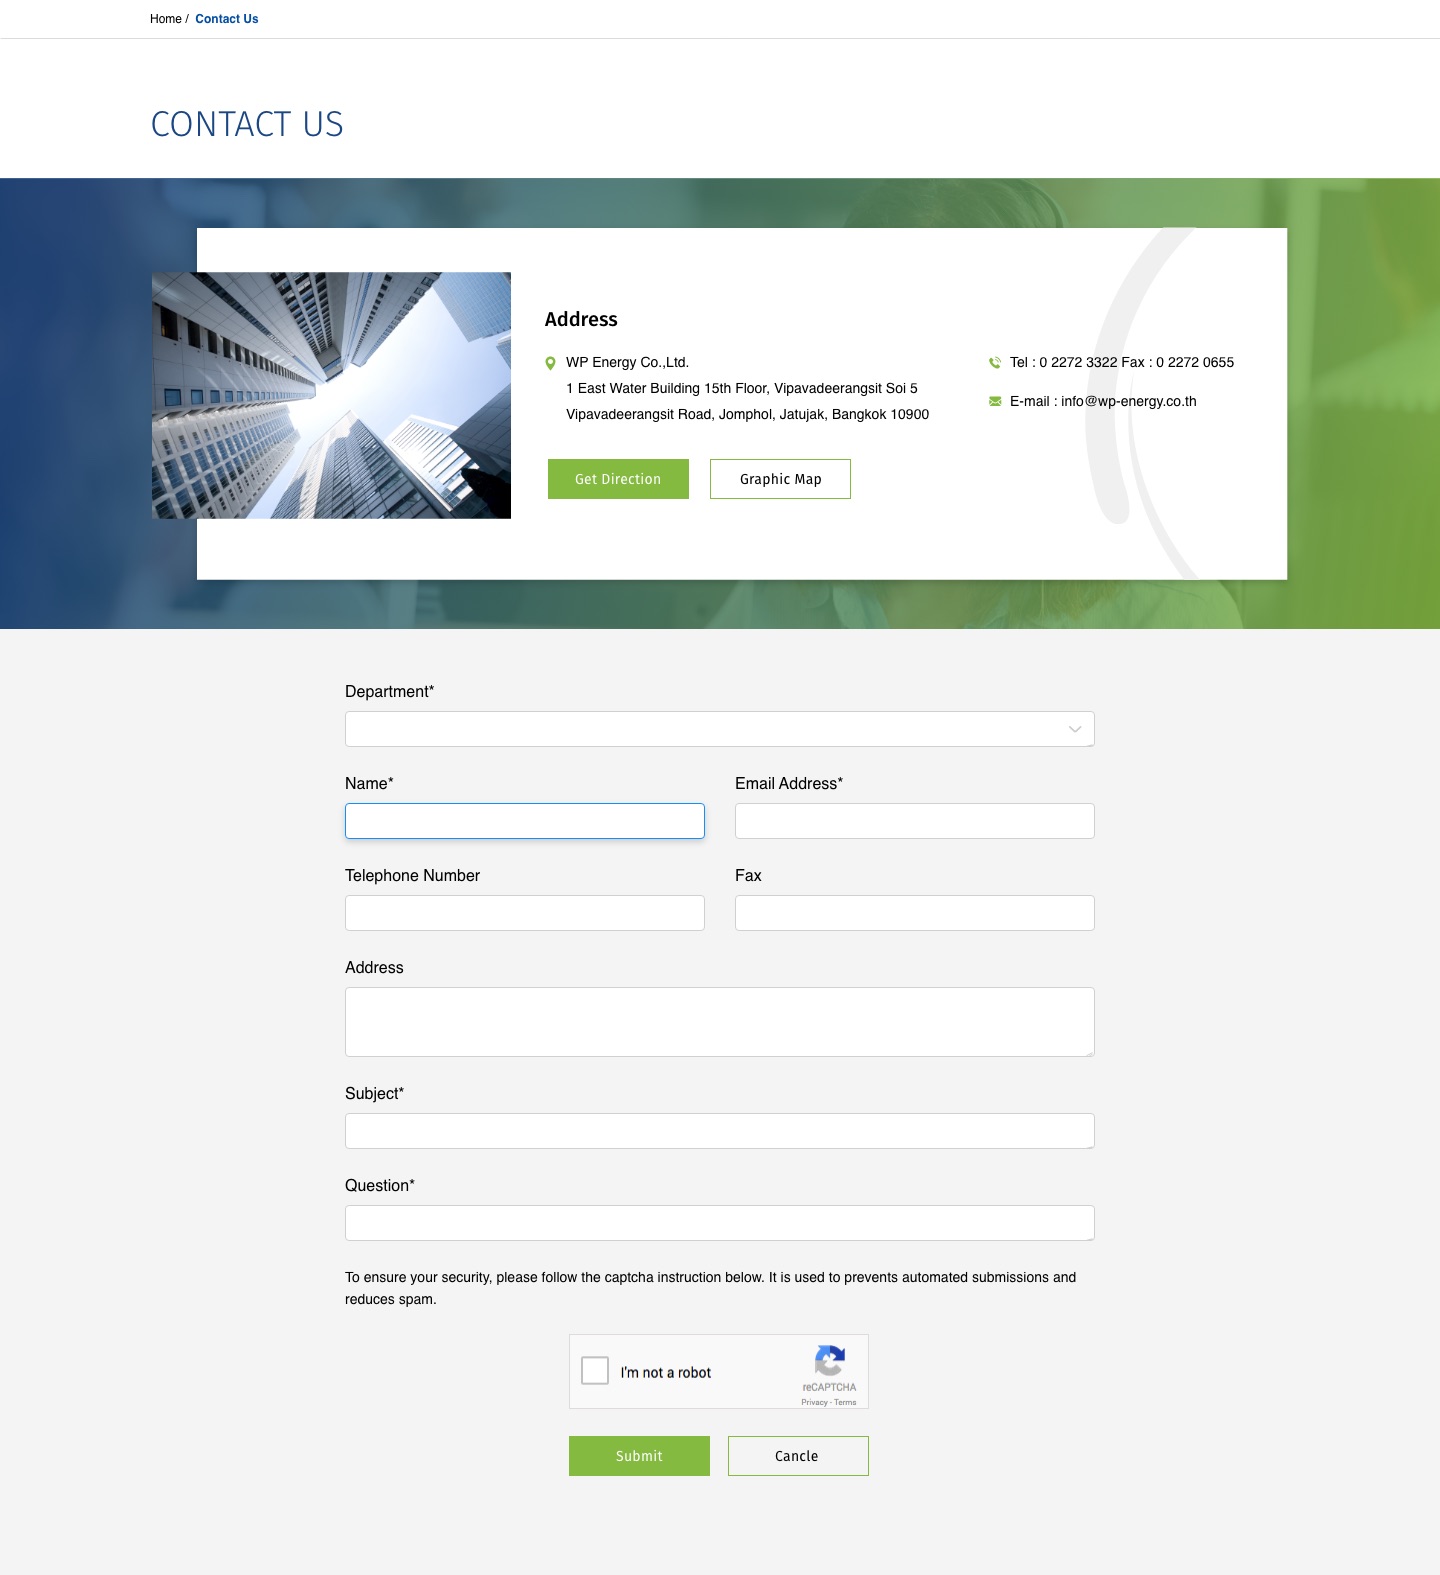 Home / Contact Us
CONTACT US
Address
WP Energy Co.,Ltd.
1 East Water Building 15th Floor, Vipavadeerangsit Soi 5
Vipavadeerangsit Road, Jomphol, Jatujak, Bangkok 10900
Tel : 0 2272 3322 Fax : 0 2272 0655
E-mail : info@wp-energy.co.th
Get Direction
Graphic Map
Department*
Name*
Email Address*
Telephone Number
Fax
Address
Subject*
Question*
To ensure your security, please follow the captcha instruction below. It is used to prevents automated submissions and
reduces spam.
I'm not a robot
reCAPTCHA
Privacy - Terms
Submit
Cancle